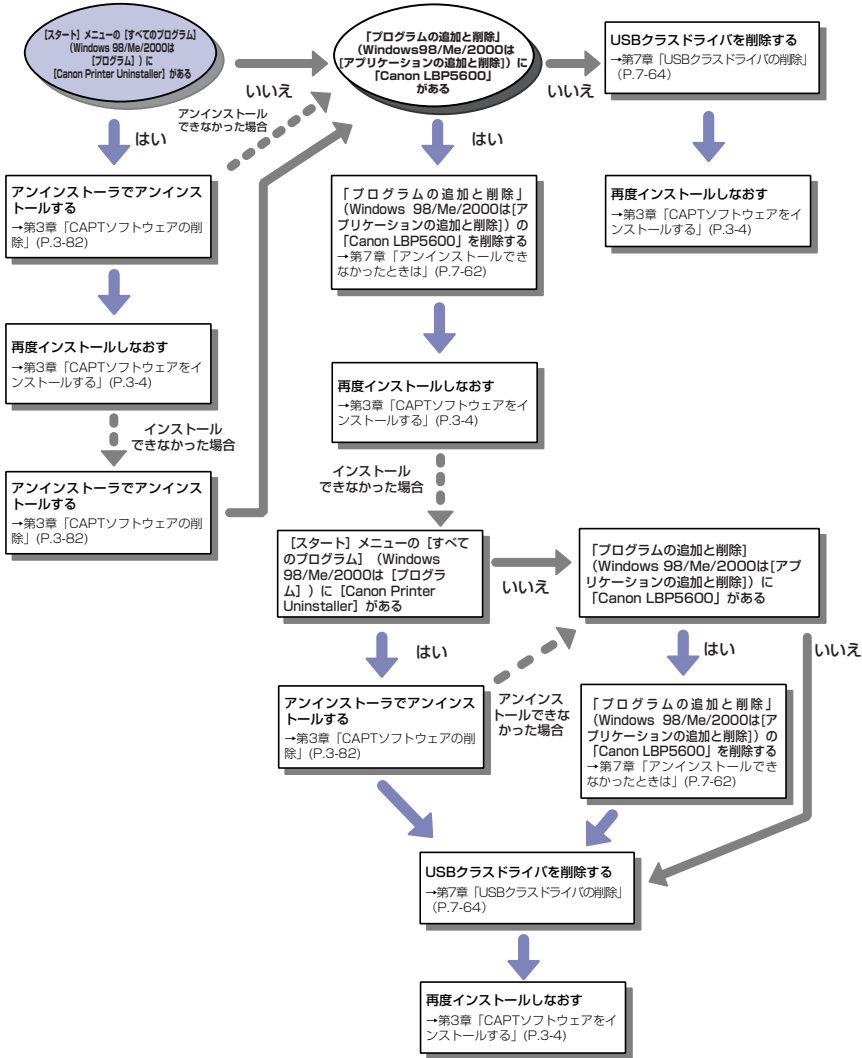 [スタート] メニューの [すべてのプログラム]
(Windows 98/Me/2000は
[プログラム] ) に
[Canon Printer Uninstaller] がある
いいえ
「プログラムの追加と削除」
(Windows98/Me/2000は
[アプリケーションの追加と削除]) に
「Canon LBP5600」
がある
いいえ
USBクラスドライバを削除する
→第7章「USBクラスドライバの削除」
(P.7-64)
アンインストール
できなかった場合
はい
はい
アンインストーラでアンインス
トールする
→第3章「CAPTソフトウェアの削
除」(P.3-82)
「プログラムの追加と削除」
(Windows 98/Me/2000は[ア
プリケーションの追加と削除]) の
「Canon LBP5600」を削除する
→第7章「アンインストールでき
なかったときは」(P.7-62)
再度インストールしなおす
→第3章「CAPTソフトウェアをイ
ンストールする」(P.3-4)
再度インストールしなおす
→第3章「CAPTソフトウェアをイ
ンストールする」(P.3-4)
インストール
できなかった場合
アンインストーラでアンインス
トールする
→第3章「CAPTソフトウェアの削
除」(P.3-82)
再度インストールしなおす
→第3章「CAPTソフトウェアをイ
ンストールする」(P.3-4)
インストール
できなかった場合
[スタート] メニューの [すべて
のプログラム] (Windows
98/Me/2000は [プログラ
ム] ) に [Canon Printer
Uninstaller] がある
いいえ
「プログラムの追加と削除]
(Windows 98/Me/2000は[アプ
リケーションの追加と削除]) に
「Canon LBP5600」がある
はい
はい
いいえ
アンインストーラでアンインス
トールする
→第3章「CAPTソフトウェアの削
除」(P.3-82)
アンインス
トールできな
かった場合
「プログラムの追加と削除」
(Windows 98/Me/2000は[ア
プリケーションの追加と削除]) の
「Canon LBP5600」を削除する
→第7章「アンインストールでき
なかったときは」(P.7-62)
USBクラスドライバを削除する
→第7章「USBクラスドライバの削除」
(P.7-64)
再度インストールしなおす
→第3章「CAPTソフトウェアをイ
ンストールする」(P.3-4)